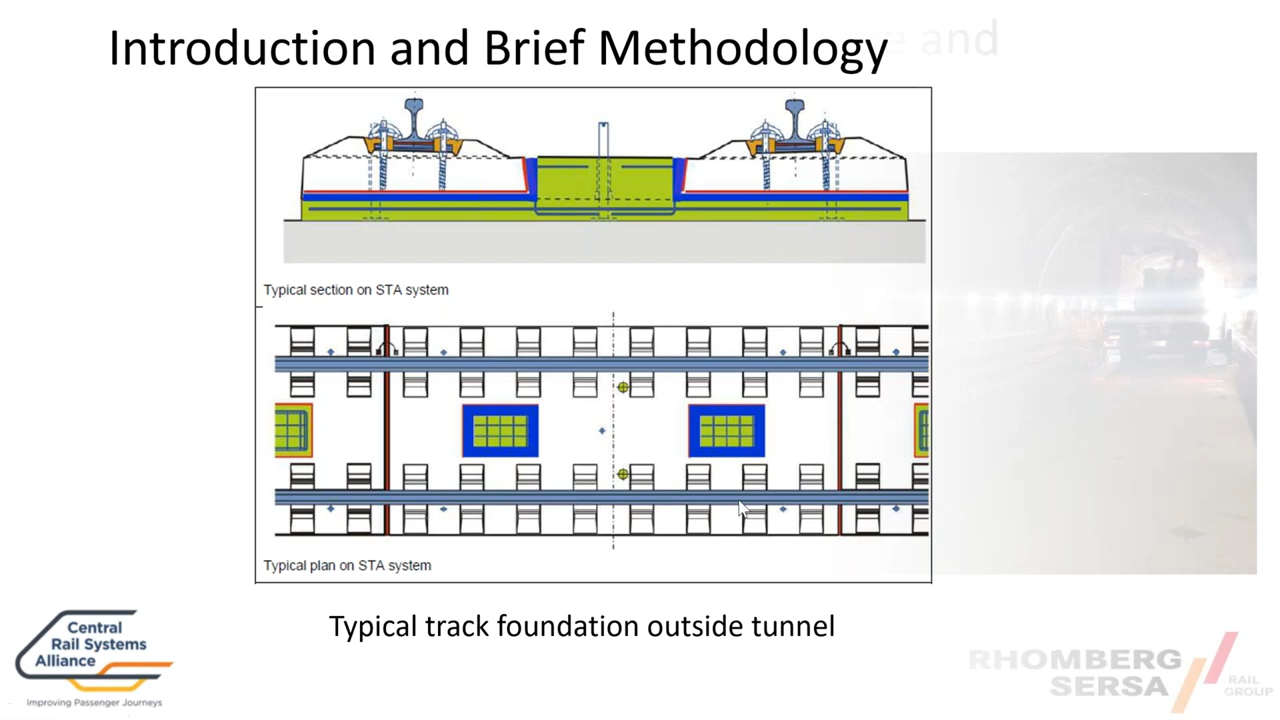 Introduction and Brief Methodology
and
Typical section on STA system
Typical plan on STA system
Typical track foundation outside tunnel
Central
Rail Systems
Alliance
Improving Passenger Journeys
RHOMBERG
SERSA
RAIL
GROUP